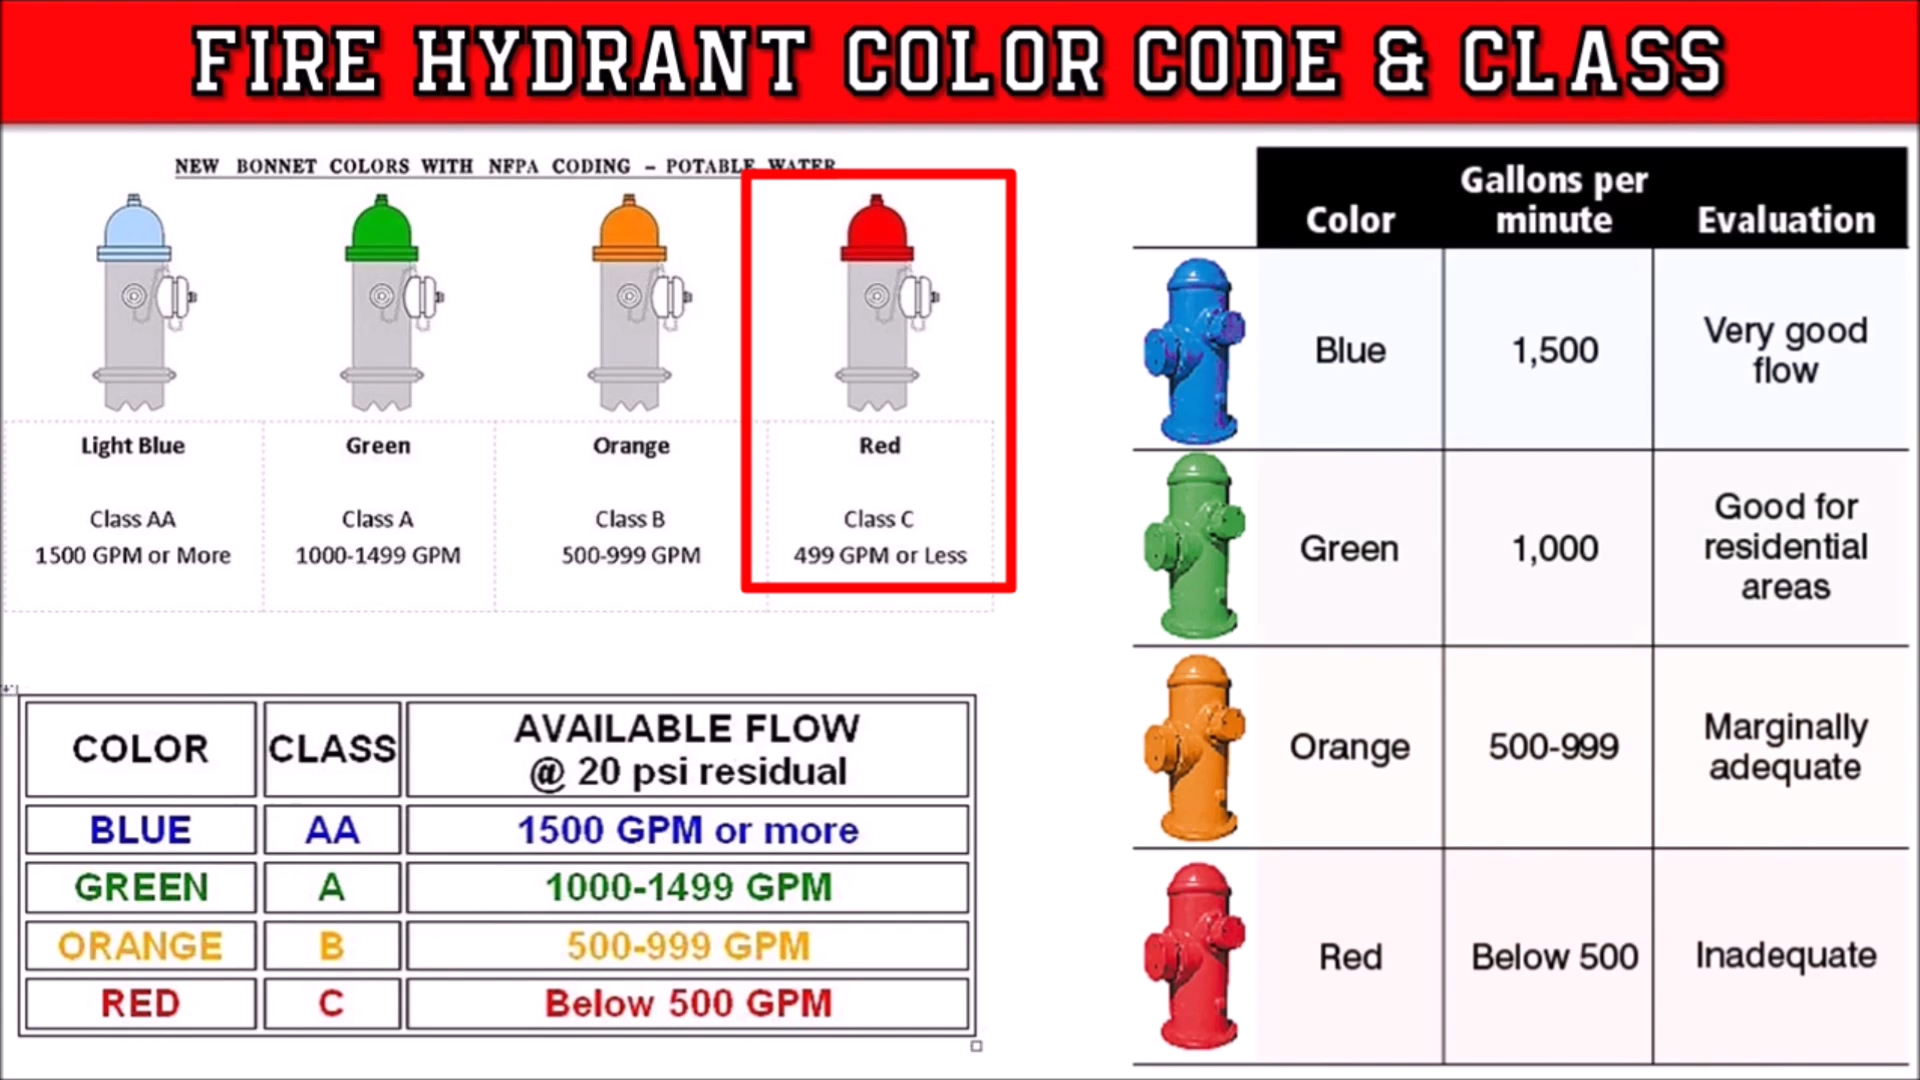 FIRE HYDRANT COLOR CODE & CLASS
NEW BONNET COLORS WITH NFPA CODING – POTABLE WATER
Light Blue Green Orange Red
Class AA Class A Class B Class C
1500 GPM or More 1000-1499 GPM 500-999 GPM 499 GPM or Less
COLOR CLASS AVAILABLE FLOW
@ 20 psi residual
BLUE AA 1500 GPM or more
GREEN A 1000-1499 GPM
ORANGE B 500-999 GPM
RED C Below 500 GPM
Color Gallons per
minute Evaluation
Blue 1,500 Very good
flow
Green 1,000 Good for
residential
areas
Orange 500-999 Marginally
adequate
Red Below 500 Inadequate